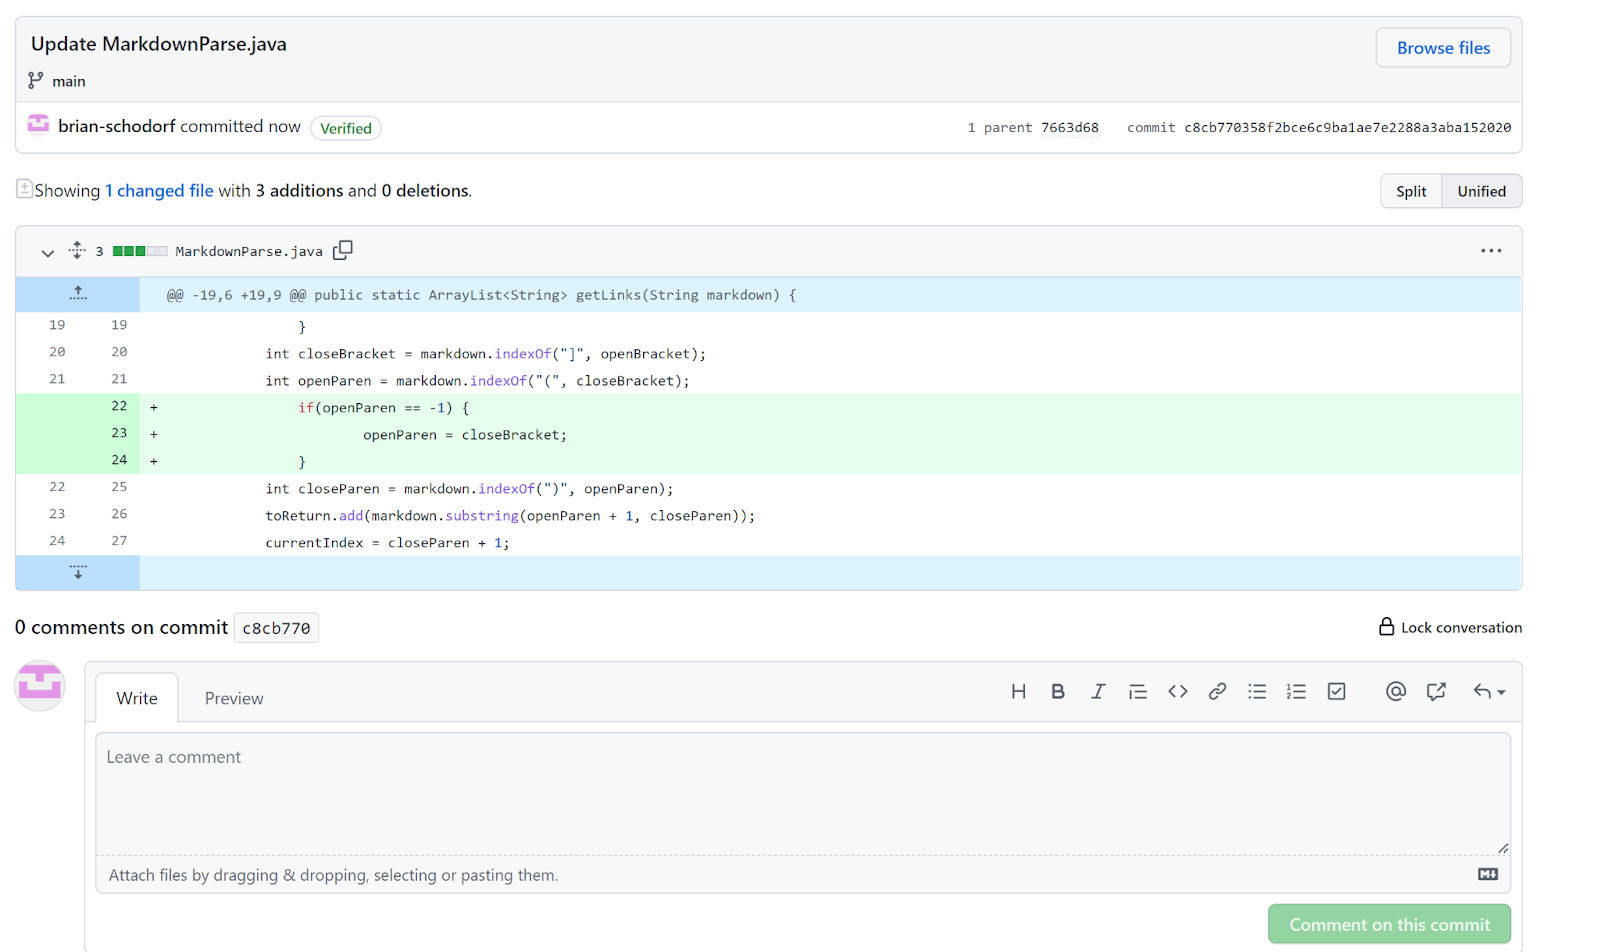 Update MarkdownParse.java
Browse files
main
brian-schodorf committed now Verified 1 parent 7663d68 commit c8cb770358f2bce6c9ba1ae7e2288a3aba152020
Showing 1 changed file with 3 additions and 0 deletions.
Split Unified
3 MarkdownParse.java
@@ -19,6 +19,9 @@ public static ArrayList<String> getLinks(String markdown) {
19 19 }
20 20 int closeBracket = markdown.indexOf("]", openBracket);
21 21 int openParen = markdown.indexOf("(", closeBracket);
22 + if(openParen == -1) {
23 + openParen = closeBracket;
24 + }
22 25 int closeParen = markdown.indexOf(")", openParen);
23 26 toReturn.add(markdown.substring(openParen + 1, closeParen));
24 27 currentIndex = closeParen + 1;
0 comments on commit c8cb770
Lock conversation
Write Preview
Leave a comment
Attach files by dragging & dropping, selecting or pasting them.
Comment on this commit